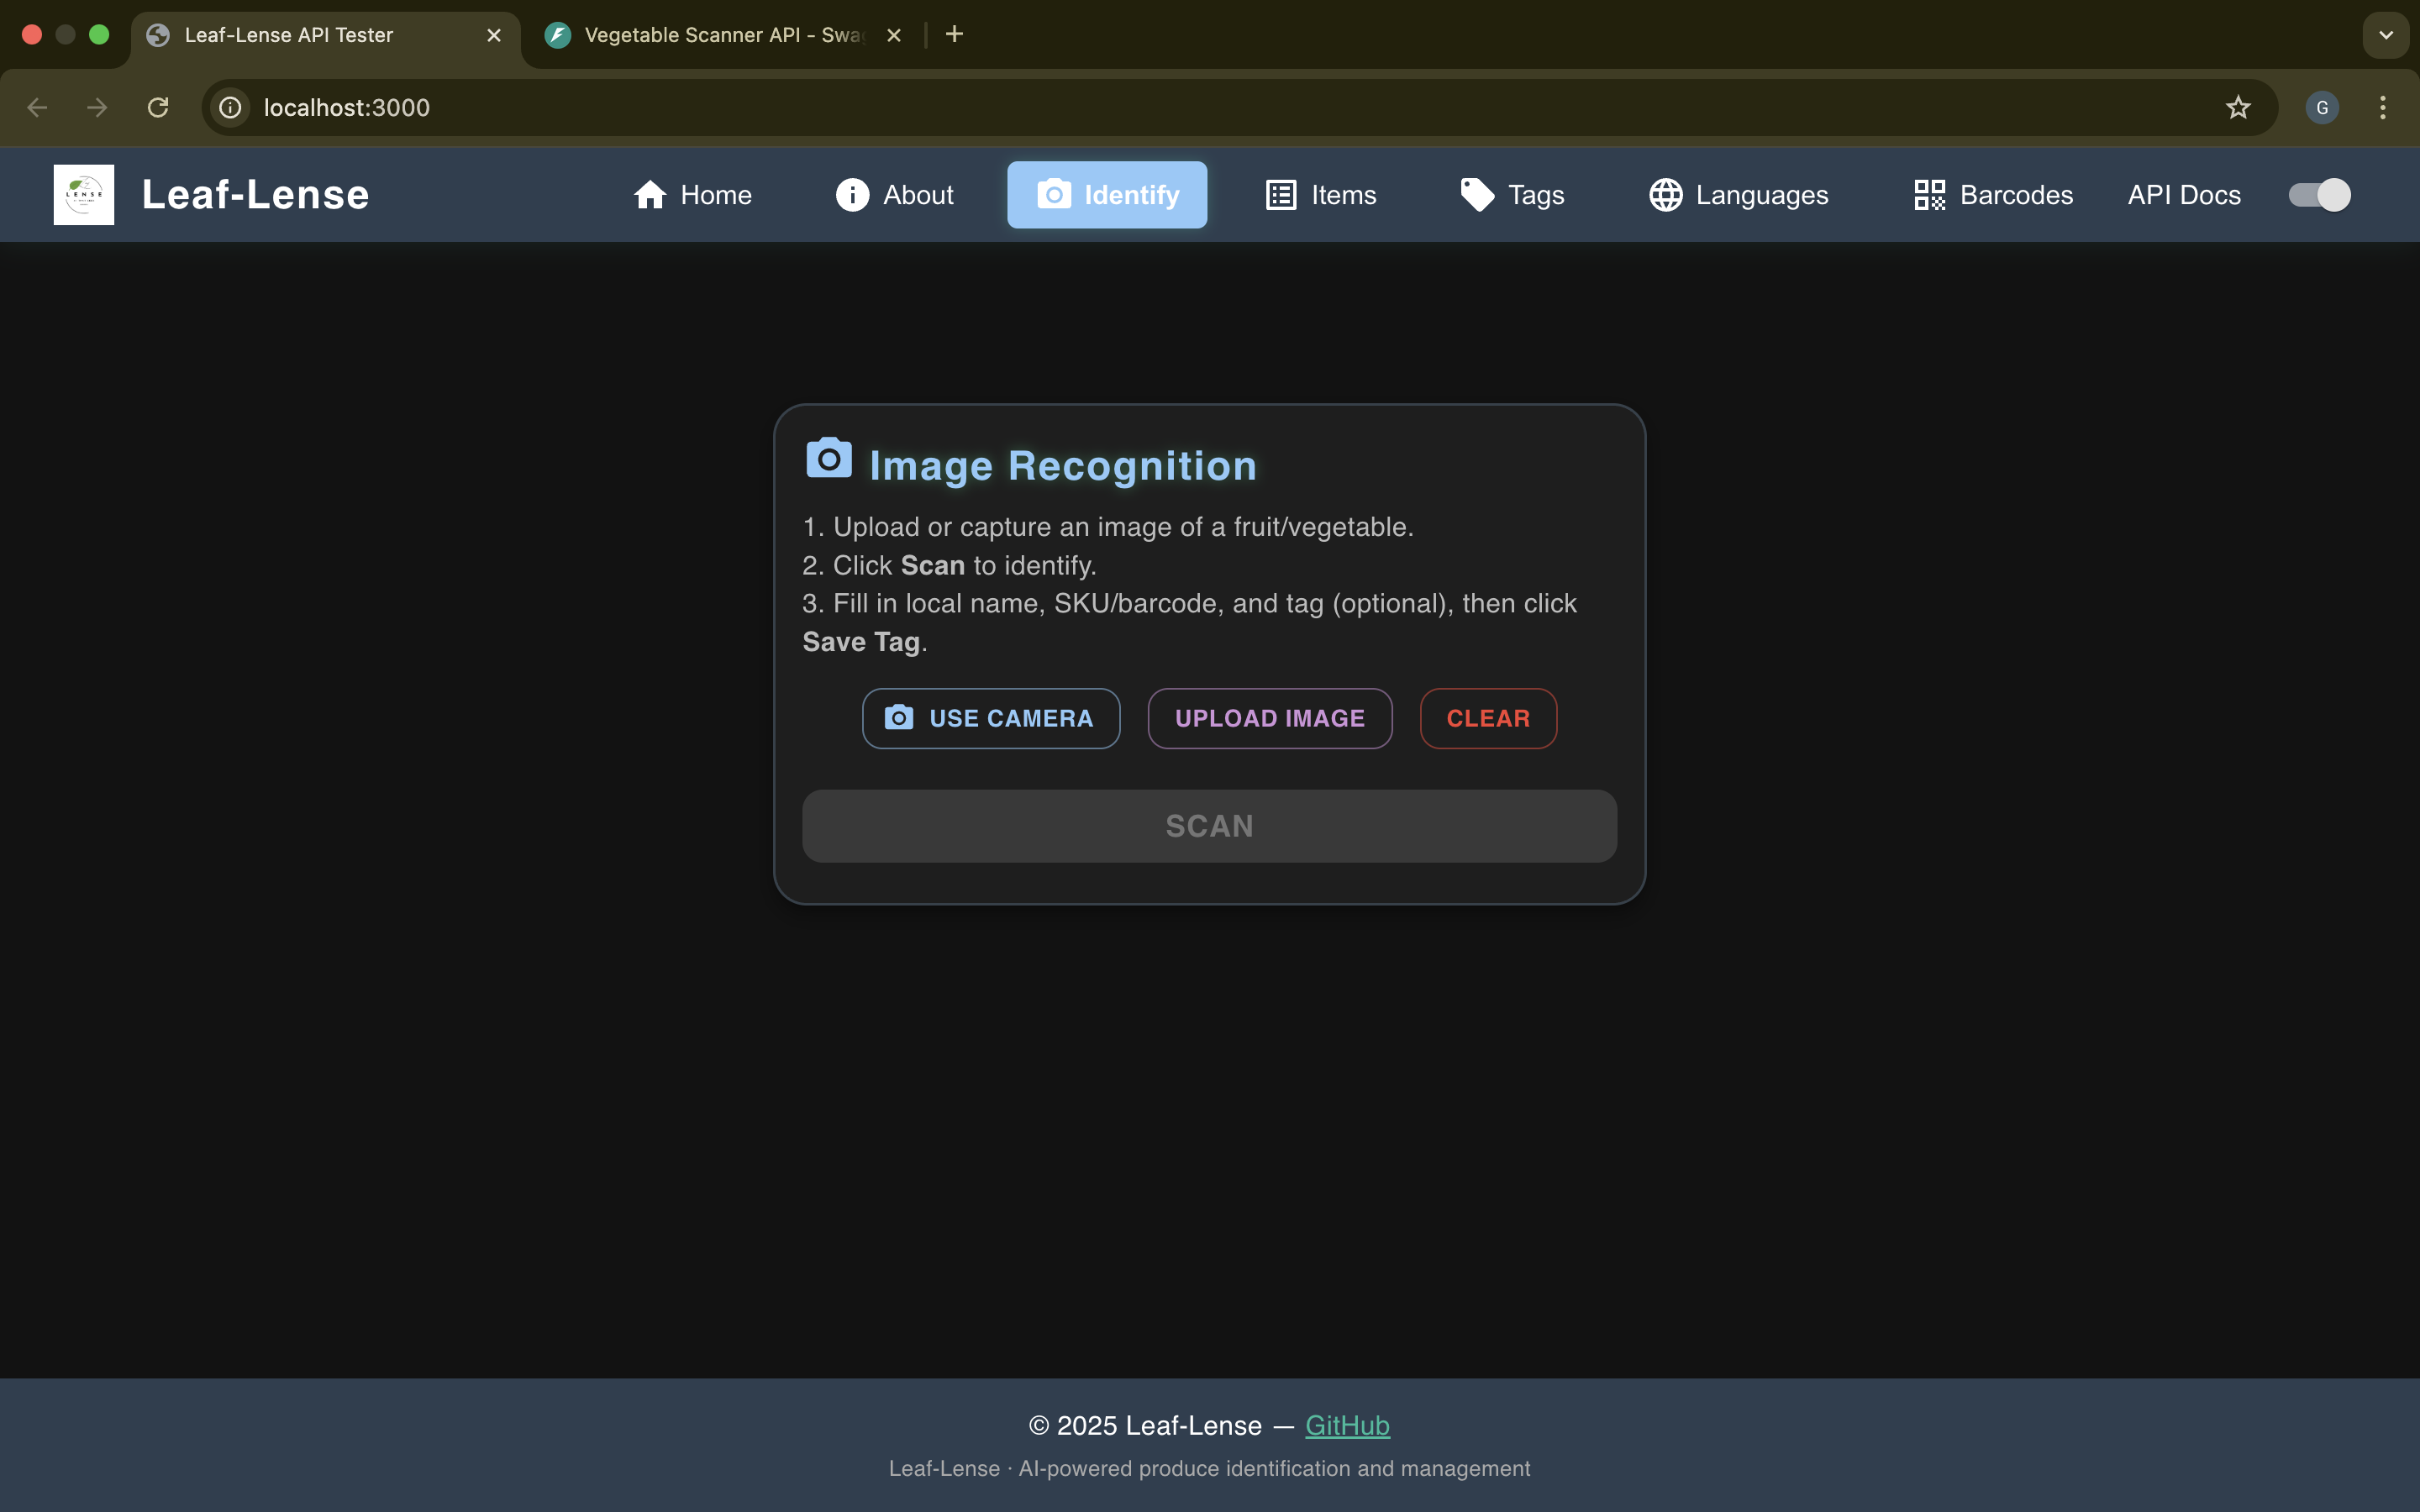 Leaf-Lense API Tester
Vegetable Scanner API - Swa
localhost:3000
G
LENSE
Leaf-Lense
Home
About
Identify
Items
Tags
Languages
Barcodes
API Docs
Image Recognition
1. Upload or capture an image of a fruit/vegetable.
2. Click Scan to identify.
3. Fill in local name, SKU/barcode, and tag (optional), then click
Save Tag.
USE CAMERA
UPLOAD IMAGE
CLEAR
SCAN
© 2025 Leaf-Lense — GitHub
Leaf-Lense · AI-powered produce identification and management